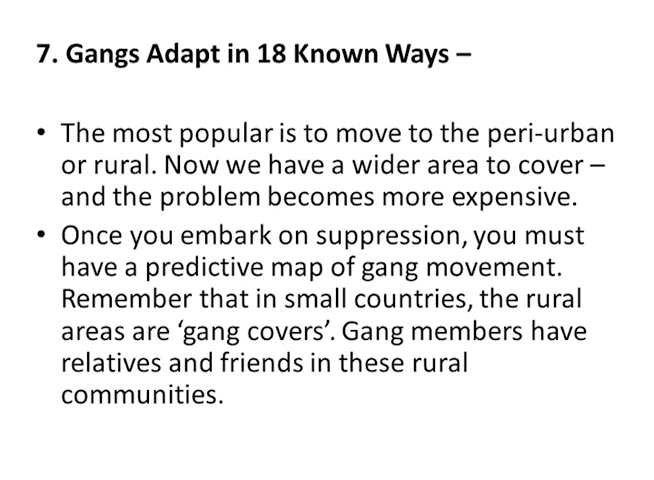 7. Gangs Adapt in 18 Known Ways –
• The most popular is to move to the peri-urban
or rural. Now we have a wider area to cover –
and the problem becomes more expensive.
• Once you embark on suppression, you must
have a predictive map of gang movement.
Remember that in small countries, the rural
areas are ‘gang covers’. Gang members have
relatives and friends in these rural
communities.